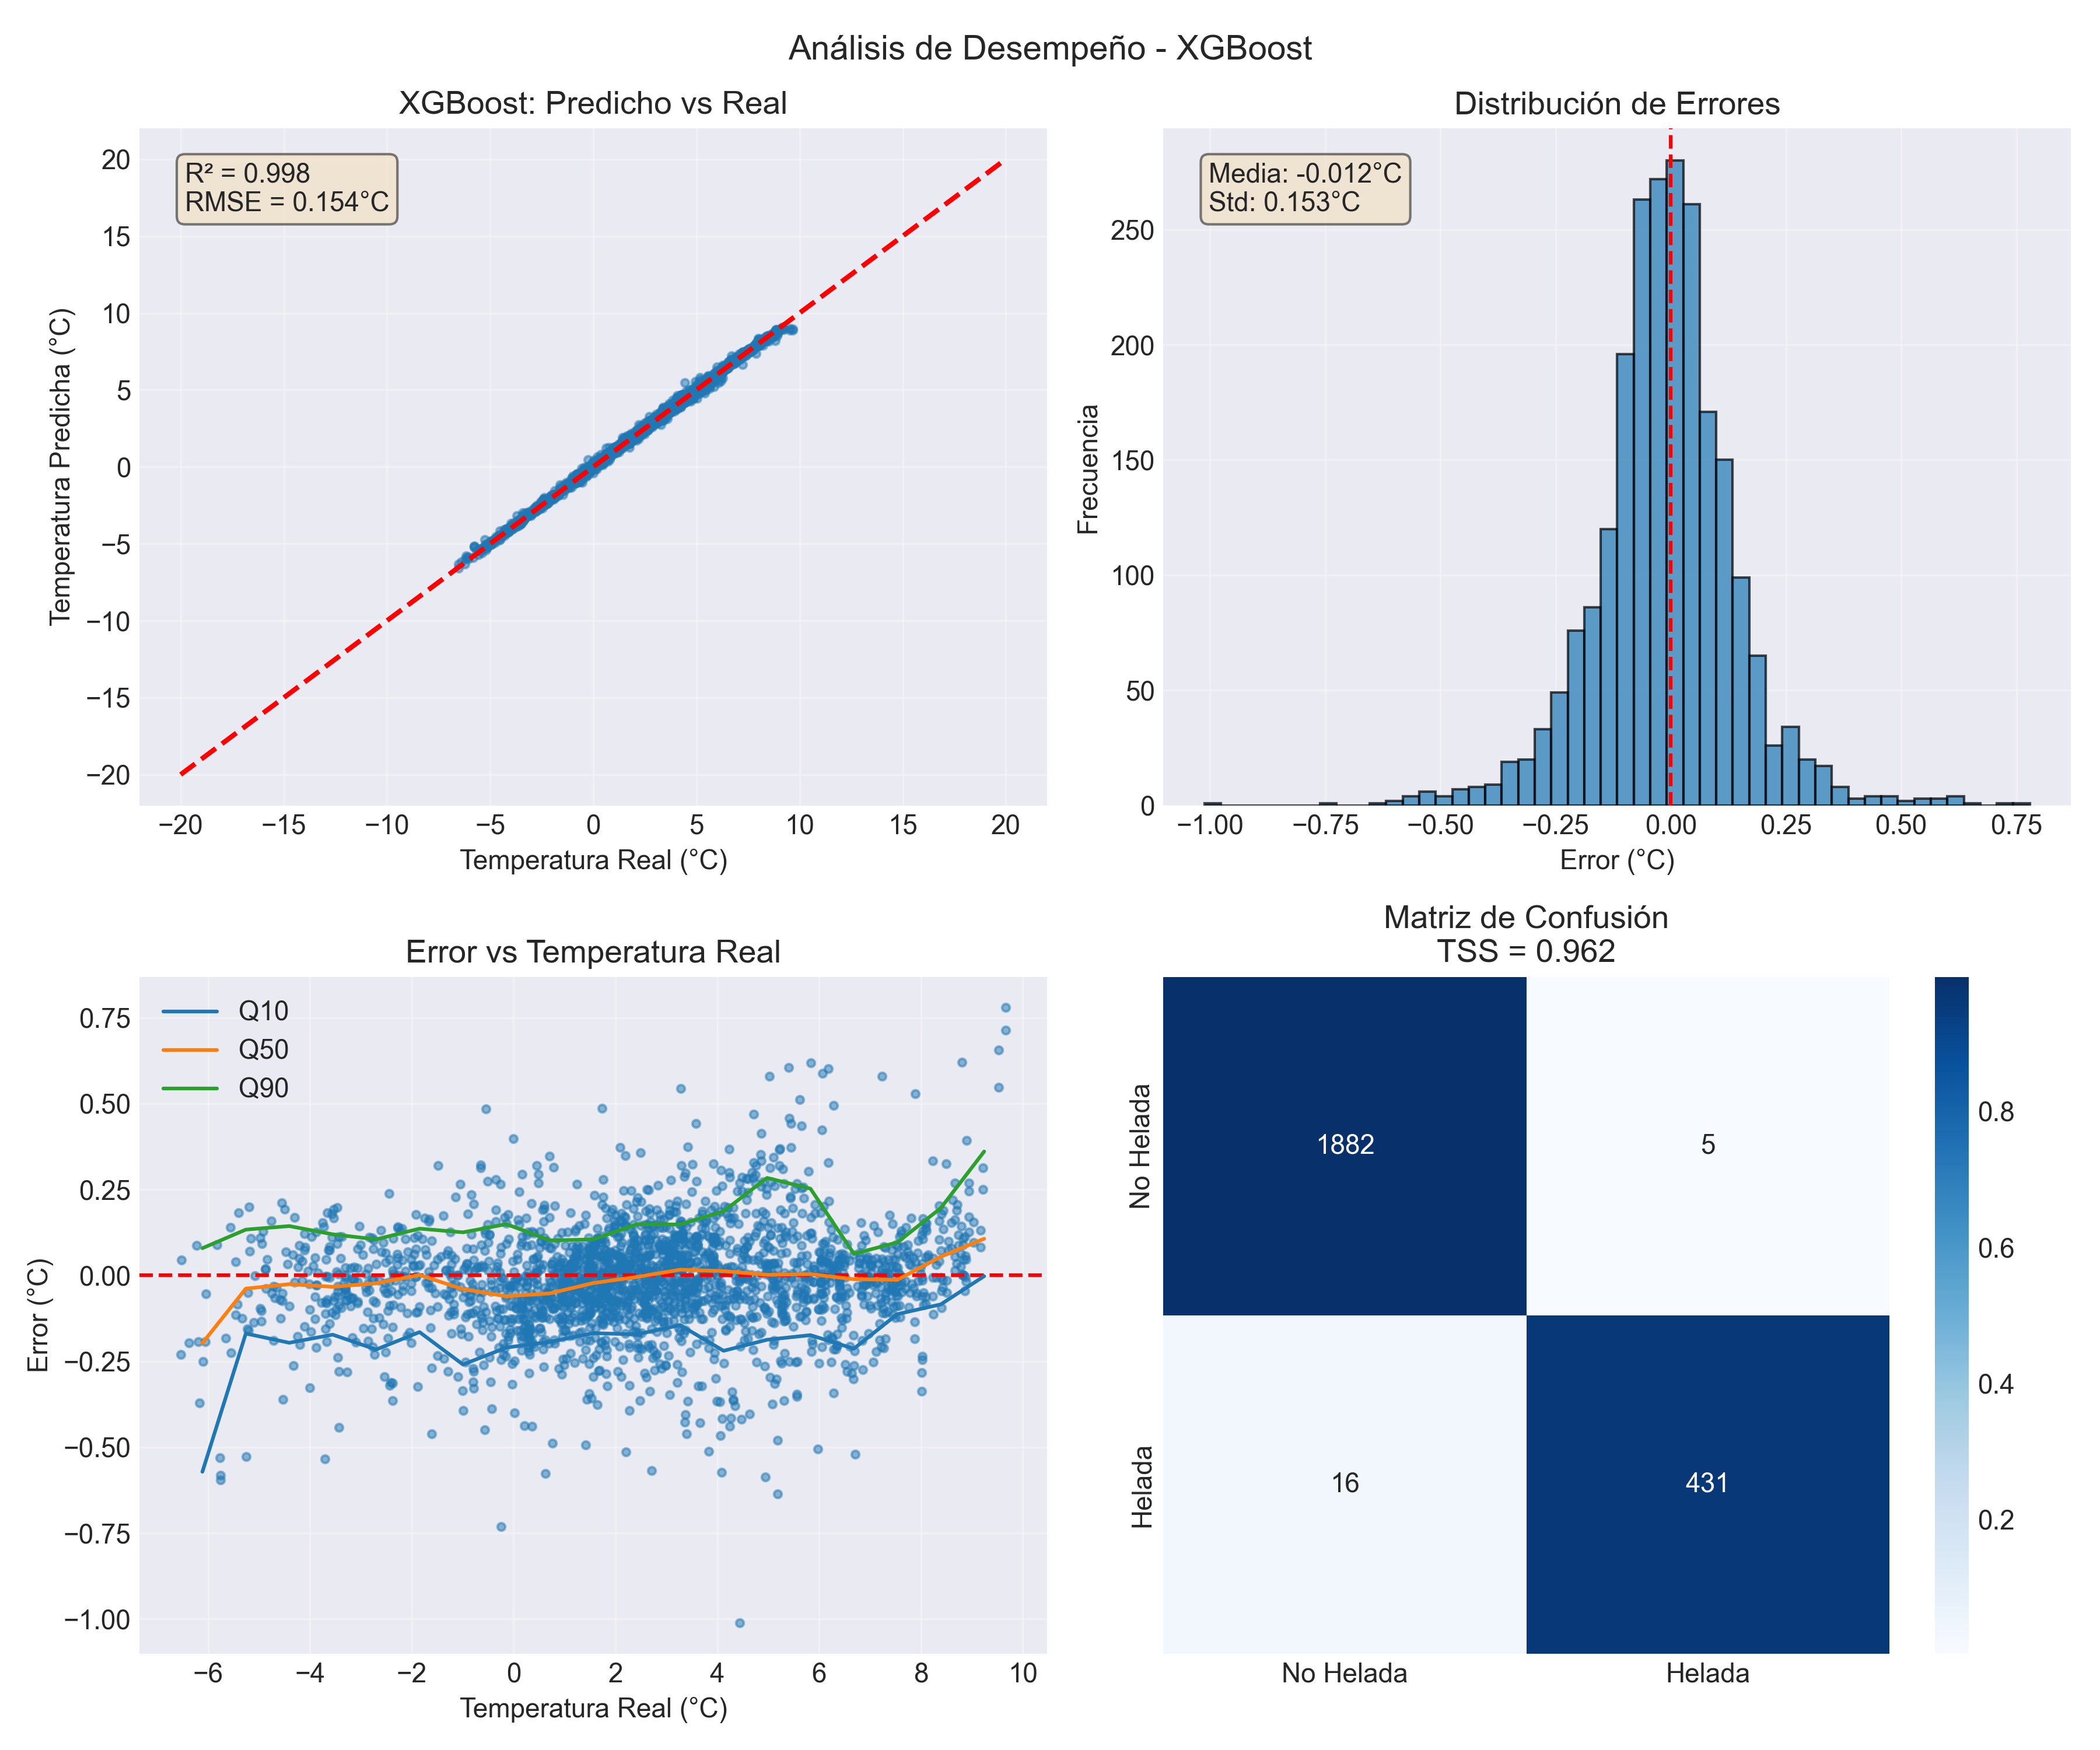 Análisis de Desempeño - XGBoost
XGBoost: Predicho vs Real
R² = 0.998
RMSE = 0.154°C
20
15
10
5
0
−5
−10
−15
−20
Temperatura Predicha (°C)
−20 −15 −10 −5 0 5 10 15 20
Temperatura Real (°C)
Distribución de Errores
Media: -0.012°C
Std: 0.153°C
250
200
150
100
50
0
Frecuencia
−1.00 −0.75 −0.50 −0.25 0.00 0.25 0.50 0.75
Error (°C)
Error vs Temperatura Real
Q10
Q50
Q90
0.75
0.50
0.25
0.00
−0.25
−0.50
−0.75
−1.00
Error (°C)
−6 −4 −2 0 2 4 6 8 10
Temperatura Real (°C)
Matriz de Confusión
TSS = 0.962
No Helada
1882 5
Helada
16 431
No Helada Helada
0.8
0.6
0.4
0.2